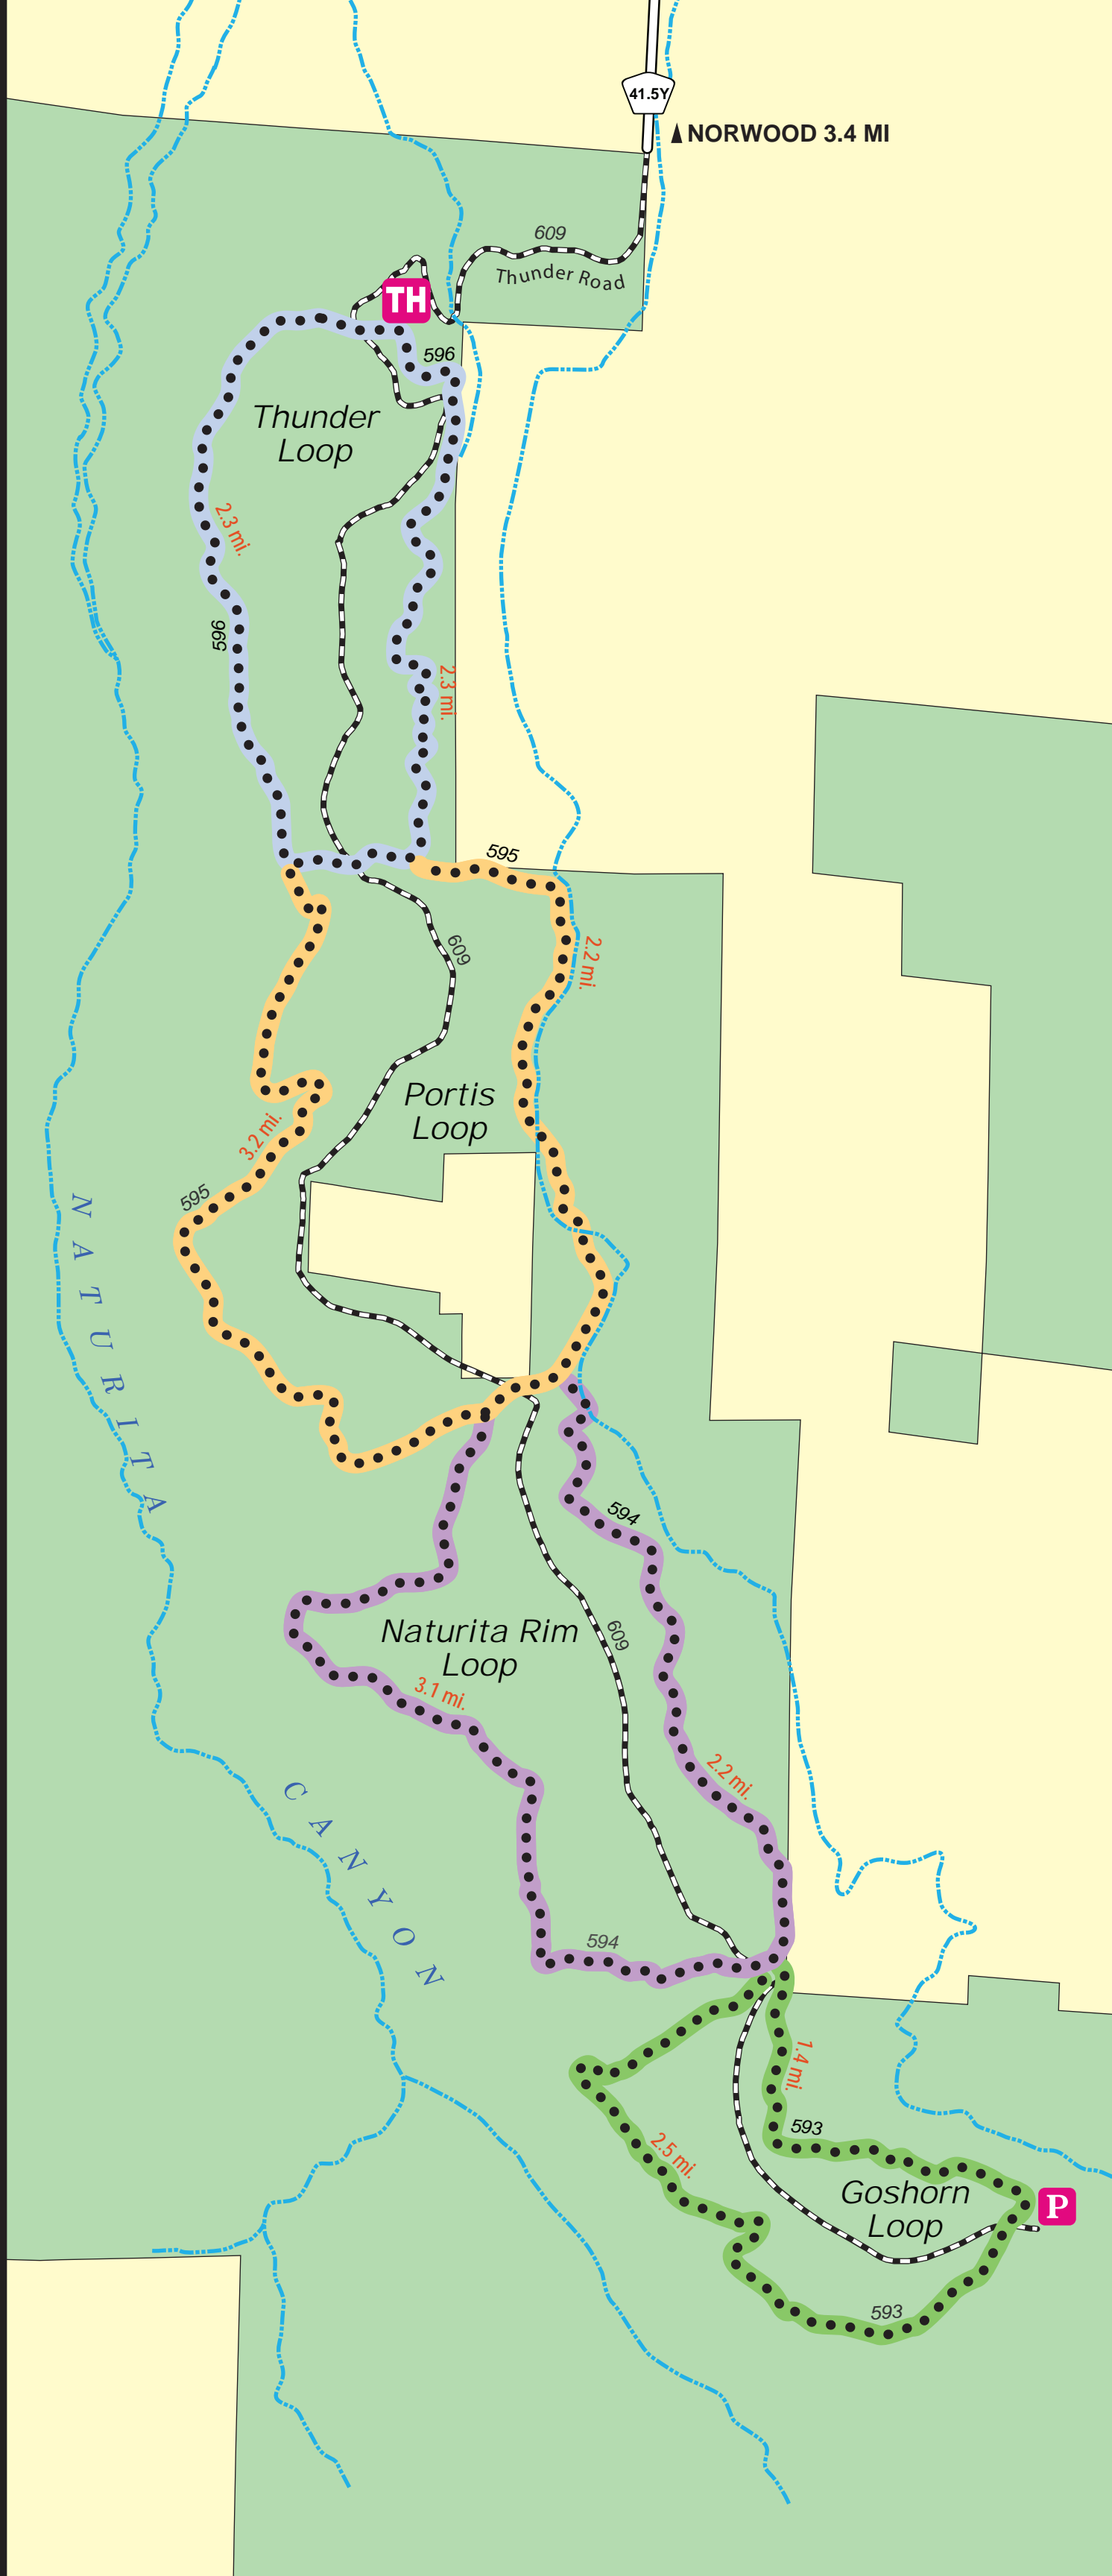 41.5Y
NORWOOD 3.4 MI
609
Thunder Road
TH
596
Thunder
Loop
2.3 mi.
596
2.3 mi.
595
609
2.2 mi.
Portis
Loop
3.2 mi.
595
NATURITA
594
Naturita Rim
Loop
609
3.1 mi.
2.2 mi.
CANYON
594
1.4 mi.
593
2.5 mi.
Goshorn
Loop
P
593